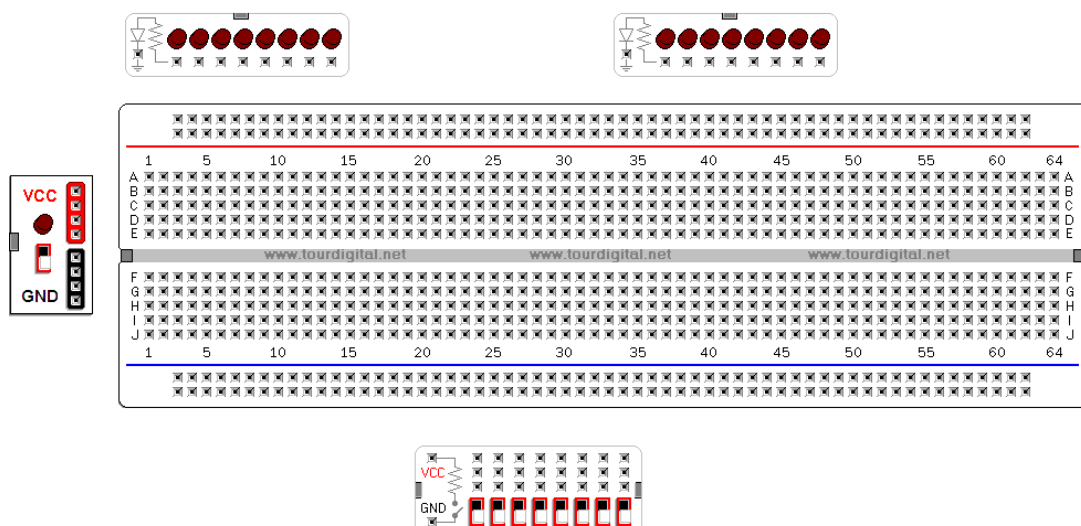 1 5 10 15 20 25 30 35 40 45 50 55 60 64
A A
B B
C C
D D
E E
VCC
www.tourdigital.net www.tourdigital.net www.tourdigital.net
GND
F F
G G
H H
I I
J J
1 5 10 15 20 25 30 35 40 45 50 55 60 64
VCC
GND